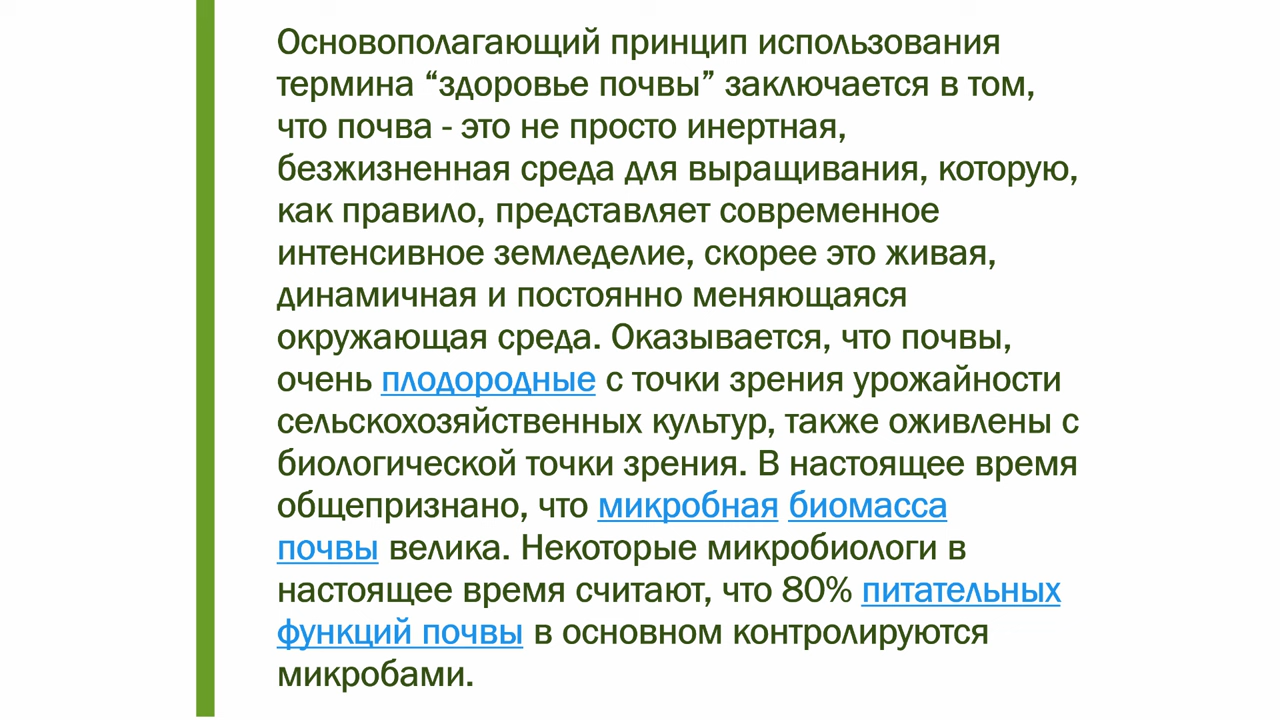 Основополагающий принцип использования
термина “здоровье почвы” заключается в том,
что почва - это не просто инертная,
безжизненная среда для выращивания, которую,
как правило, представляет современное
интенсивное земледелие, скорее это живая,
динамичная и постоянно меняющаяся
окружающая среда. Оказывается, что почвы,
очень плодородные с точки зрения урожайности
сельскохозяйственных культур, также оживлены с
биологической точки зрения. В настоящее время
общепризнано, что микробная биомасса
почвы велика. Некоторые микробиологи в
настоящее время считают, что 80% питательных
функций почвы в основном контролируются
микробами.